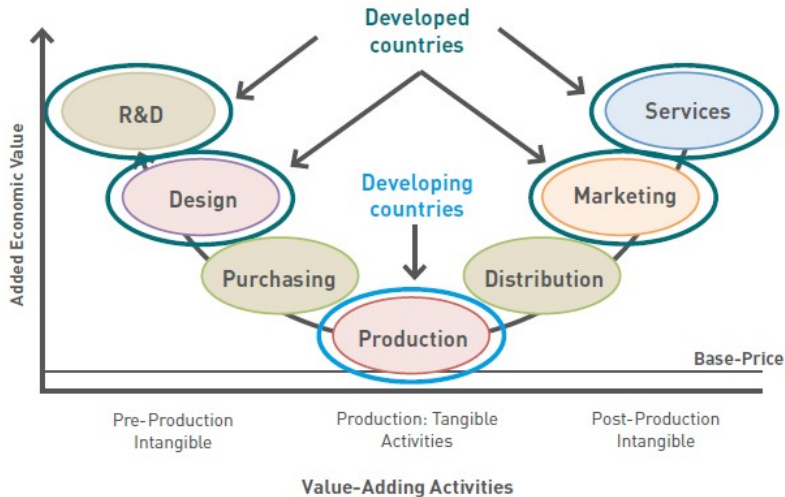 Developed
countries
Added Economic Value
R&D
Services
Design
Developing
countries
Marketing
Purchasing
Distribution
Production
Base-Price
Pre-Production
Intangible
Production: Tangible
Activities
Post-Production
Intangible
Value-Adding Activities